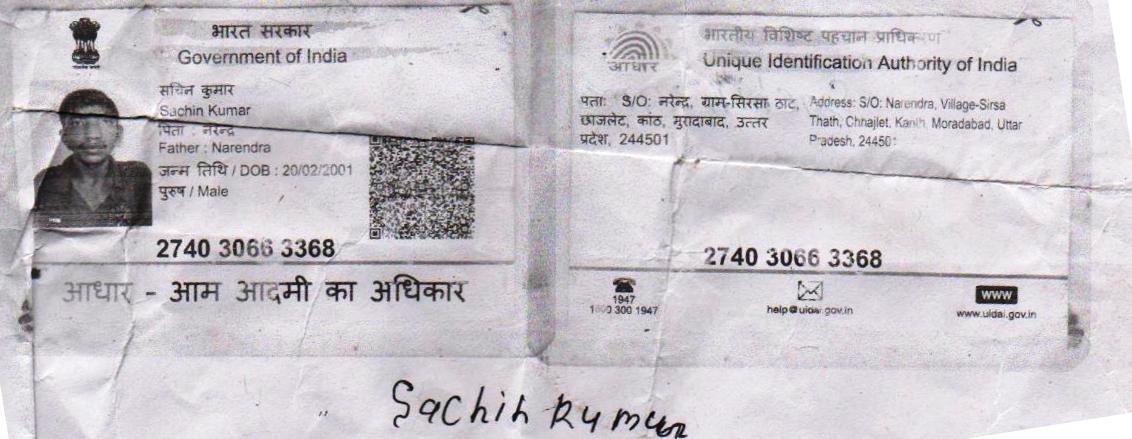 भारत सरकार
Government of India
सचिन कुमार
Sachin Kumar
पिता : नरेन्द्र
Father : Narendra
जन्म तिथि / DOB : 20/02/2001
पुरुष / Male
2740 3066 3368
आधार - आम आदमी का अधिकार
भारतीय विशिष्ट पहचान प्राधिकरण
आधार
Unique Identification Authority of India
पता: S/O: नरेन्द्र, ग्राम-सिरसा ठाट,
छाजलेट, कांठ, मुरादाबाद, उत्तर
प्रदेश, 244501
Address: S/O: Narendra, Village-Sirsa
Thath, Chhajlet, Kanth, Moradabad, Uttar
Pradesh, 244501
2740 3066 3368
1947
1800 300 1947
help@uidai.gov.in
www
www.uidai.gov.in
Sachin Kumar